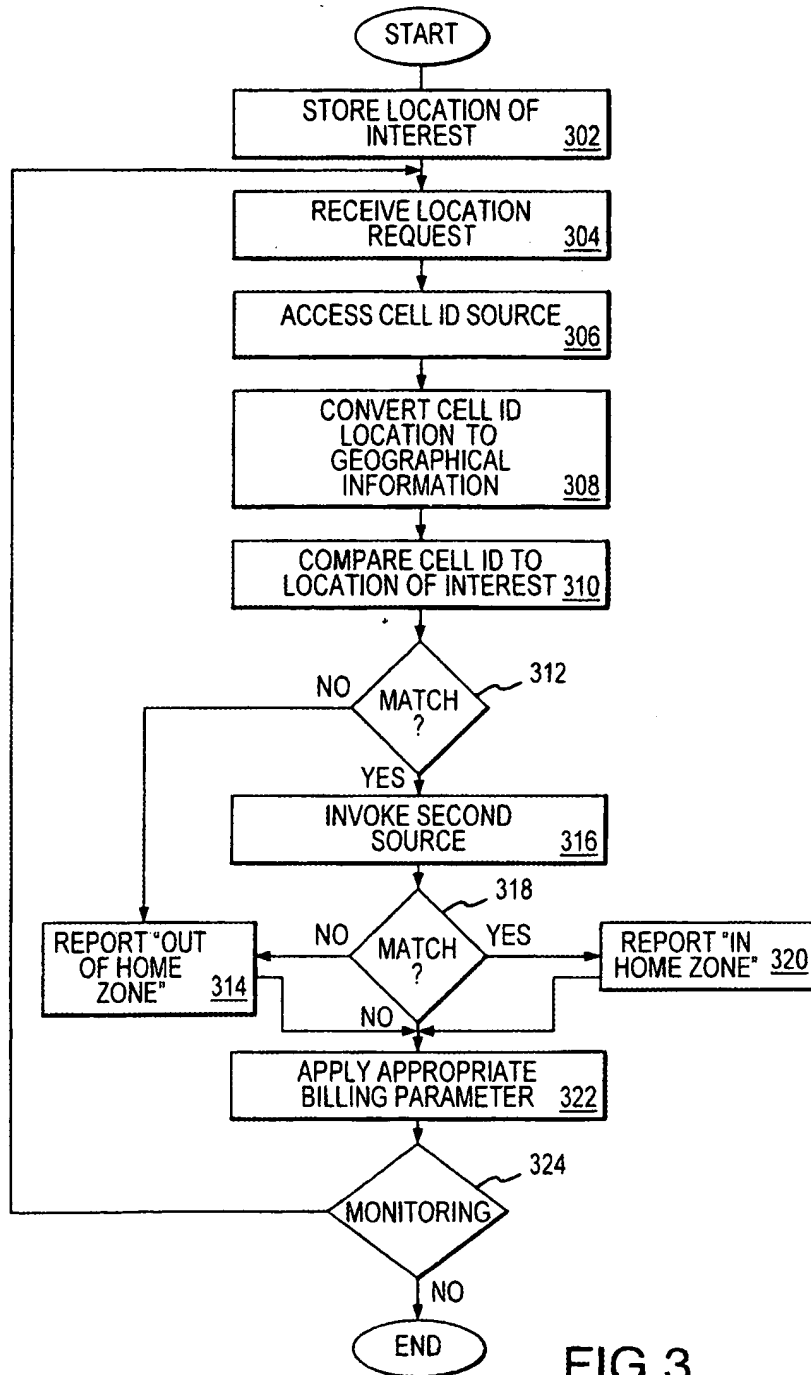 START
STORE LOCATION OF
INTEREST 302
RECEIVE LOCATION
REQUEST 304
ACCESS CELL ID SOURCE
306
CONVERT CELL ID
LOCATION TO
GEOGRAPHICAL
INFORMATION 308
COMPARE CELL ID TO
LOCATION OF INTEREST 310
312
NO
MATCH
?
YES
INVOKE SECOND
SOURCE 316
318
REPORT "OUT
OF HOME
ZONE" 314
NO
MATCH
?
YES
REPORT "IN
HOME ZONE" 320
NO
APPLY APPROPRIATE
BILLING PARAMETER 322
324
MONITORING
NO
END
FIG.3